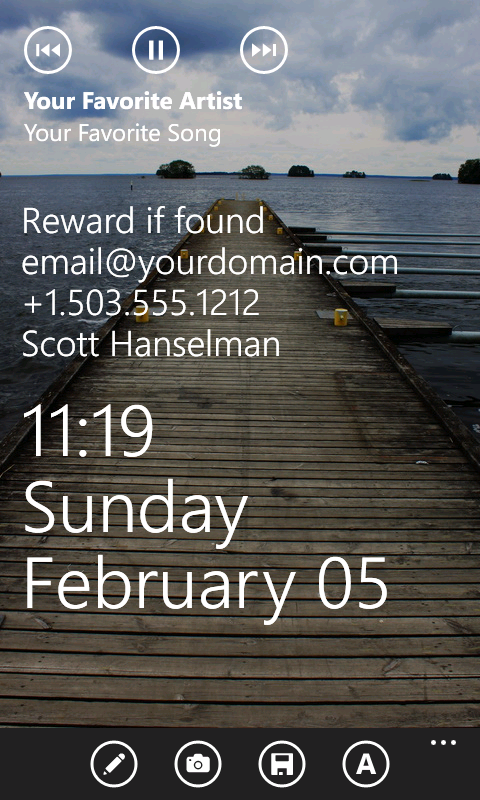 Your Favorite Artist
Your Favorite Song
Reward if found
email@yourdomain.com
+1.503.555.1212
Scott Hanselman
11:19
Sunday
February 05
A